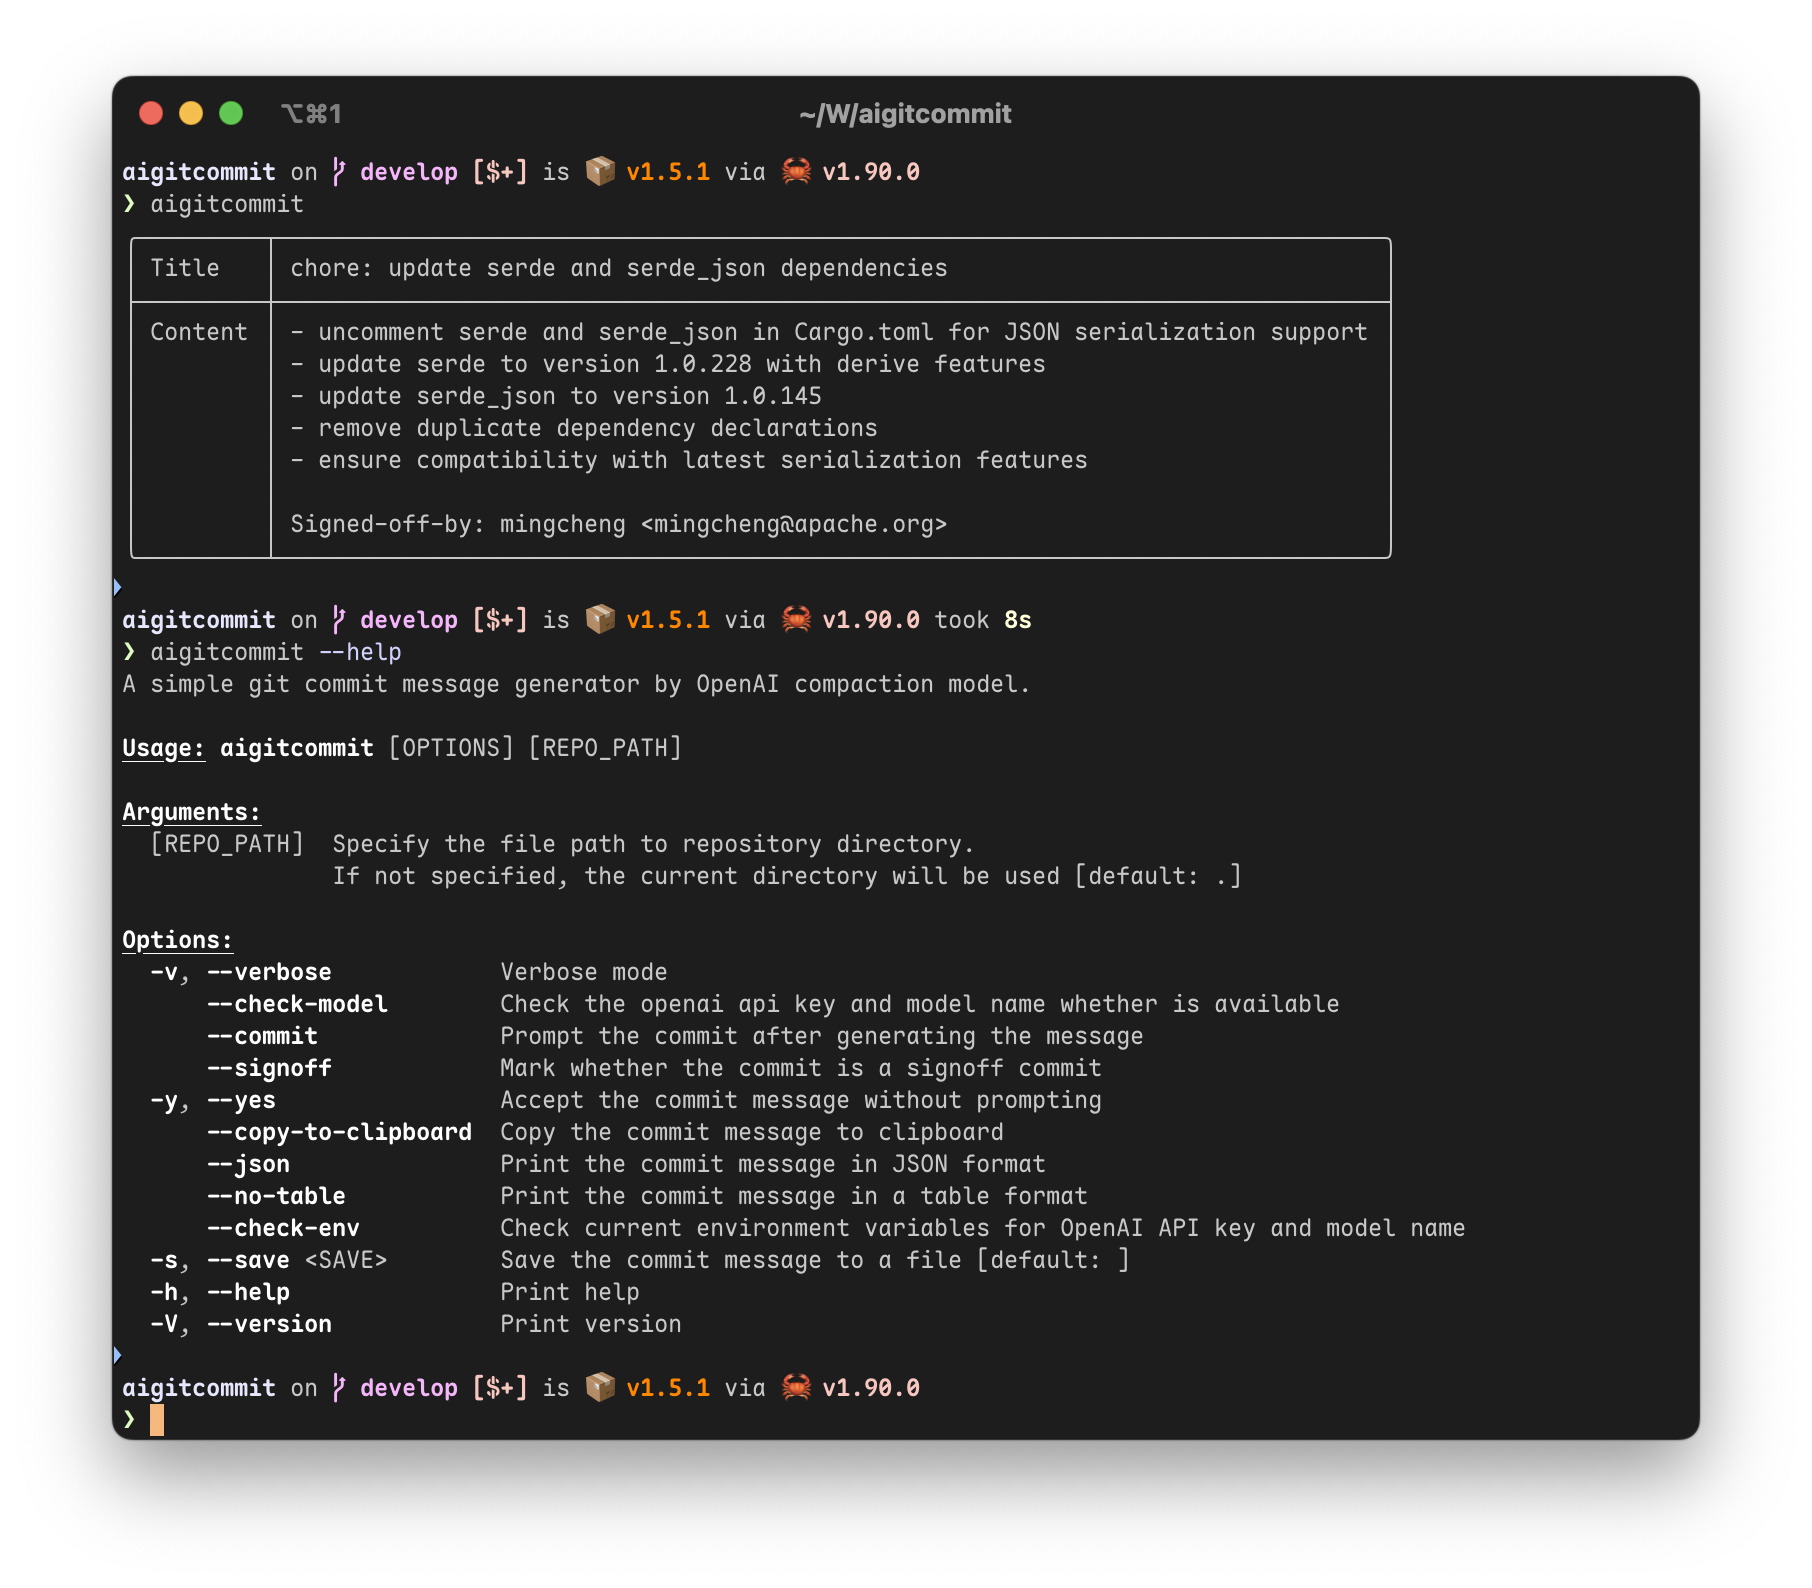 ⌥⌘1 ~/W/aigitcommit
aigitcommit on develop [$+] is 📦 v1.5.1 via 🦀 v1.90.0
❯ aigitcommit
Title chore: update serde and serde_json dependencies
Content - uncomment serde and serde_json in Cargo.toml for JSON serialization support
- update serde to version 1.0.228 with derive features
- update serde_json to version 1.0.145
- remove duplicate dependency declarations
- ensure compatibility with latest serialization features
Signed-off-by: mingcheng <mingcheng@apache.org>
aigitcommit on develop [$+] is 📦 v1.5.1 via 🦀 v1.90.0 took 8s
❯ aigitcommit --help
A simple git commit message generator by OpenAI compaction model.
Usage: aigitcommit [OPTIONS] [REPO_PATH]
Arguments:
[REPO_PATH] Specify the file path to repository directory.
If not specified, the current directory will be used [default: .]
Options:
-v, --verbose Verbose mode
--check-model Check the openai api key and model name whether is available
--commit Prompt the commit after generating the message
--signoff Mark whether the commit is a signoff commit
-y, --yes Accept the commit message without prompting
--copy-to-clipboard Copy the commit message to clipboard
--json Print the commit message in JSON format
--no-table Print the commit message in a table format
--check-env Check current environment variables for OpenAI API key and model name
-s, --save <SAVE> Save the commit message to a file [default: ]
-h, --help Print help
-V, --version Print version
aigitcommit on develop [$+] is 📦 v1.5.1 via 🦀 v1.90.0
❯